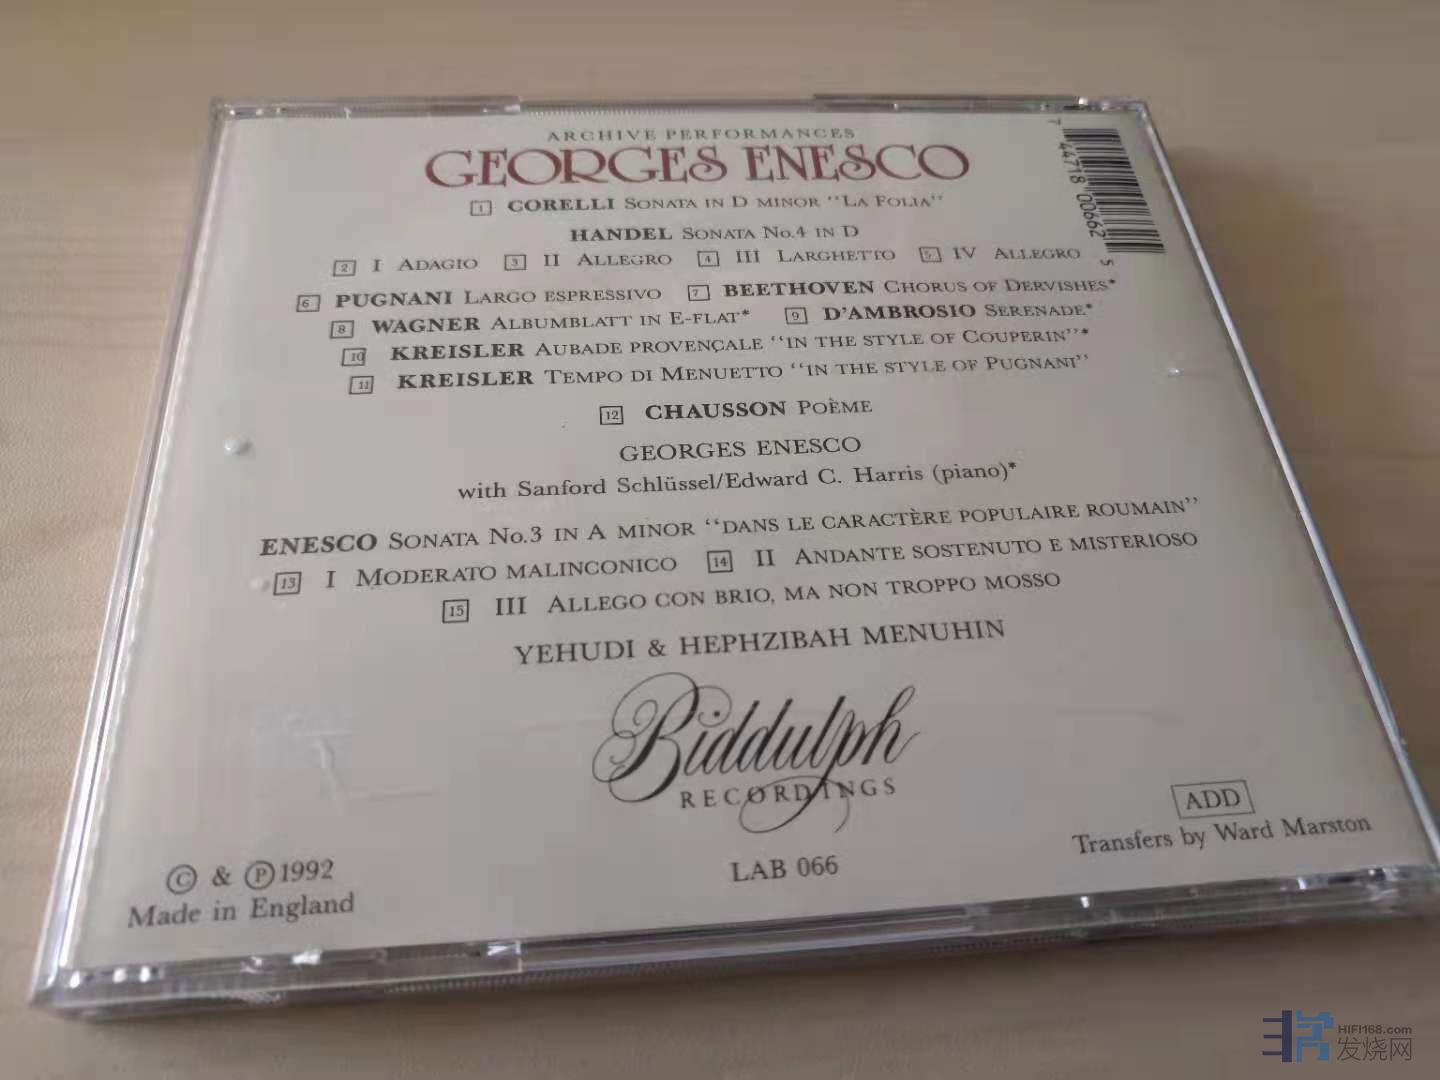 ARCHIVE PERFORMANCES
GEORGES ENESCO
1 CORELLI SONATA IN D MINOR "LA FOLIA"
HANDEL SONATA NO.4 IN D
2 I ADAGIO 3 II ALLEGRO 4 III LARGHETTO 5 IV ALLEGRO
6 PUGNANI LARGO ESPRESSIVO 7 BEETHOVEN CHORUS OF DERVISHES*
8 WAGNER ALBUMBLATT IN E-FLAT* 9 D'AMBROSIO SERENADE*
10 KREISLER AUBADE PROVENÇALE "IN THE STYLE OF COUPERIN"*
11 KREISLER TEMPO DI MENUETTO "IN THE STYLE OF PUGNANI"
12 CHAUSSON POÈME
GEORGES ENESCO
with Sanford Schlüssel/Edward C. Harris (piano)*
ENESCO SONATA NO.3 IN A MINOR "DANS LE CARACTÈRE POPULAIRE ROUMAIN"
13 I MODERATO MALINCONICO 14 II ANDANTE SOSTENUTO E MISTERIOSO
15 III ALLEGO CON BRIO, MA NON TROPPO MOSSO
YEHUDI & HEPHZIBAH MENUHIN
Biddulph
RECORDINGS
LAB 066
© & ℗ 1992
Made in England
ADD
Transfers by Ward Marston
7 44718 00662 5
HIFI168.com
发烧网